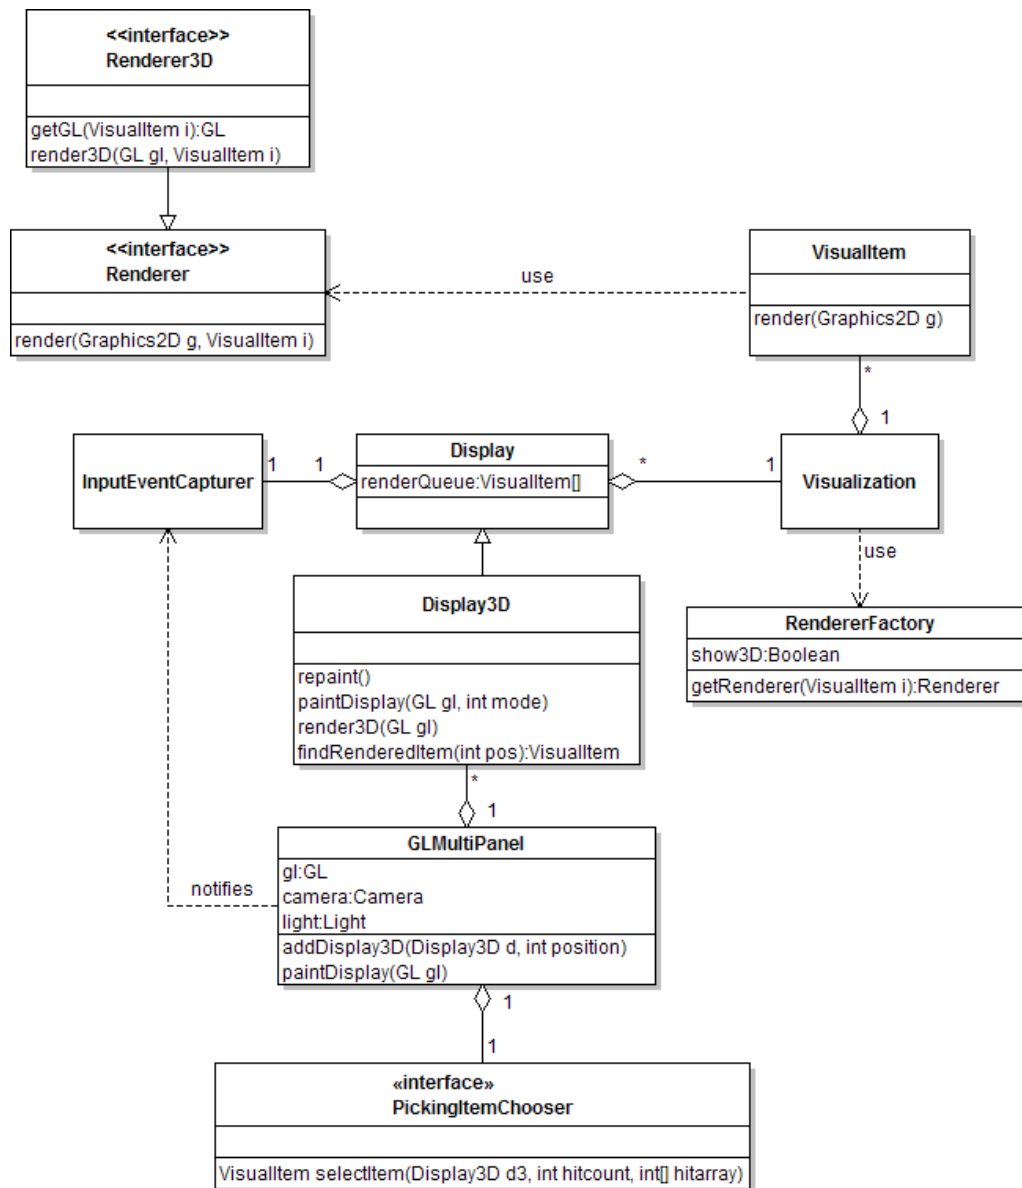 <<interface>>
Renderer3D
getGL(VisualItem i):GL
render3D(GL gl, VisualItem i)
<<interface>>
Renderer
render(Graphics2D g, VisualItem i)
use
VisualItem
render(Graphics2D g)
*
1
InputEventCapturer
1
1
Display
renderQueue:VisualItem[]
*
1
Visualization
use
Display3D
repaint()
paintDisplay(GL gl, int mode)
render3D(GL gl)
findRenderedItem(int pos):VisualItem
RendererFactory
show3D:Boolean
getRenderer(VisualItem i):Renderer
*
1
notifies
GLMultiPanel
gl:GL
camera:Camera
light:Light
addDisplay3D(Display3D d, int position)
paintDisplay(GL gl)
1
1
«interface»
PickingItemChooser
VisualItem selectItem(Display3D d3, int hitcount, int[] hitarray)